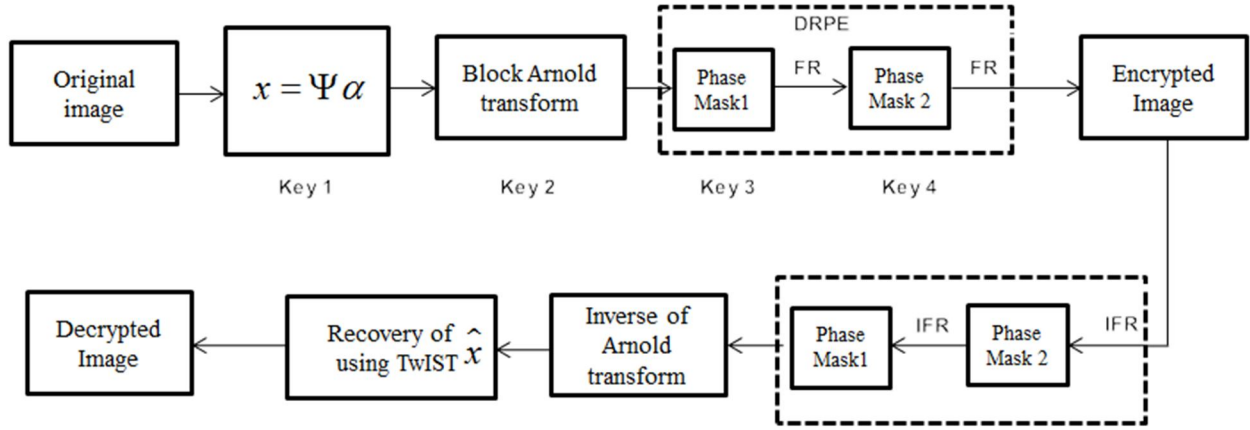 DRPE
Original
image
x = Ψα
Block Arnold
transform
Phase
Mask1
FR
Phase
Mask 2
FR
Encrypted
Image
Key 1
Key 2
Key 3
Key 4
Decrypted
Image
Recovery of
using TwIST x̂
Inverse of
Arnold
transform
Phase
Mask1
IFR
Phase
Mask 2
IFR